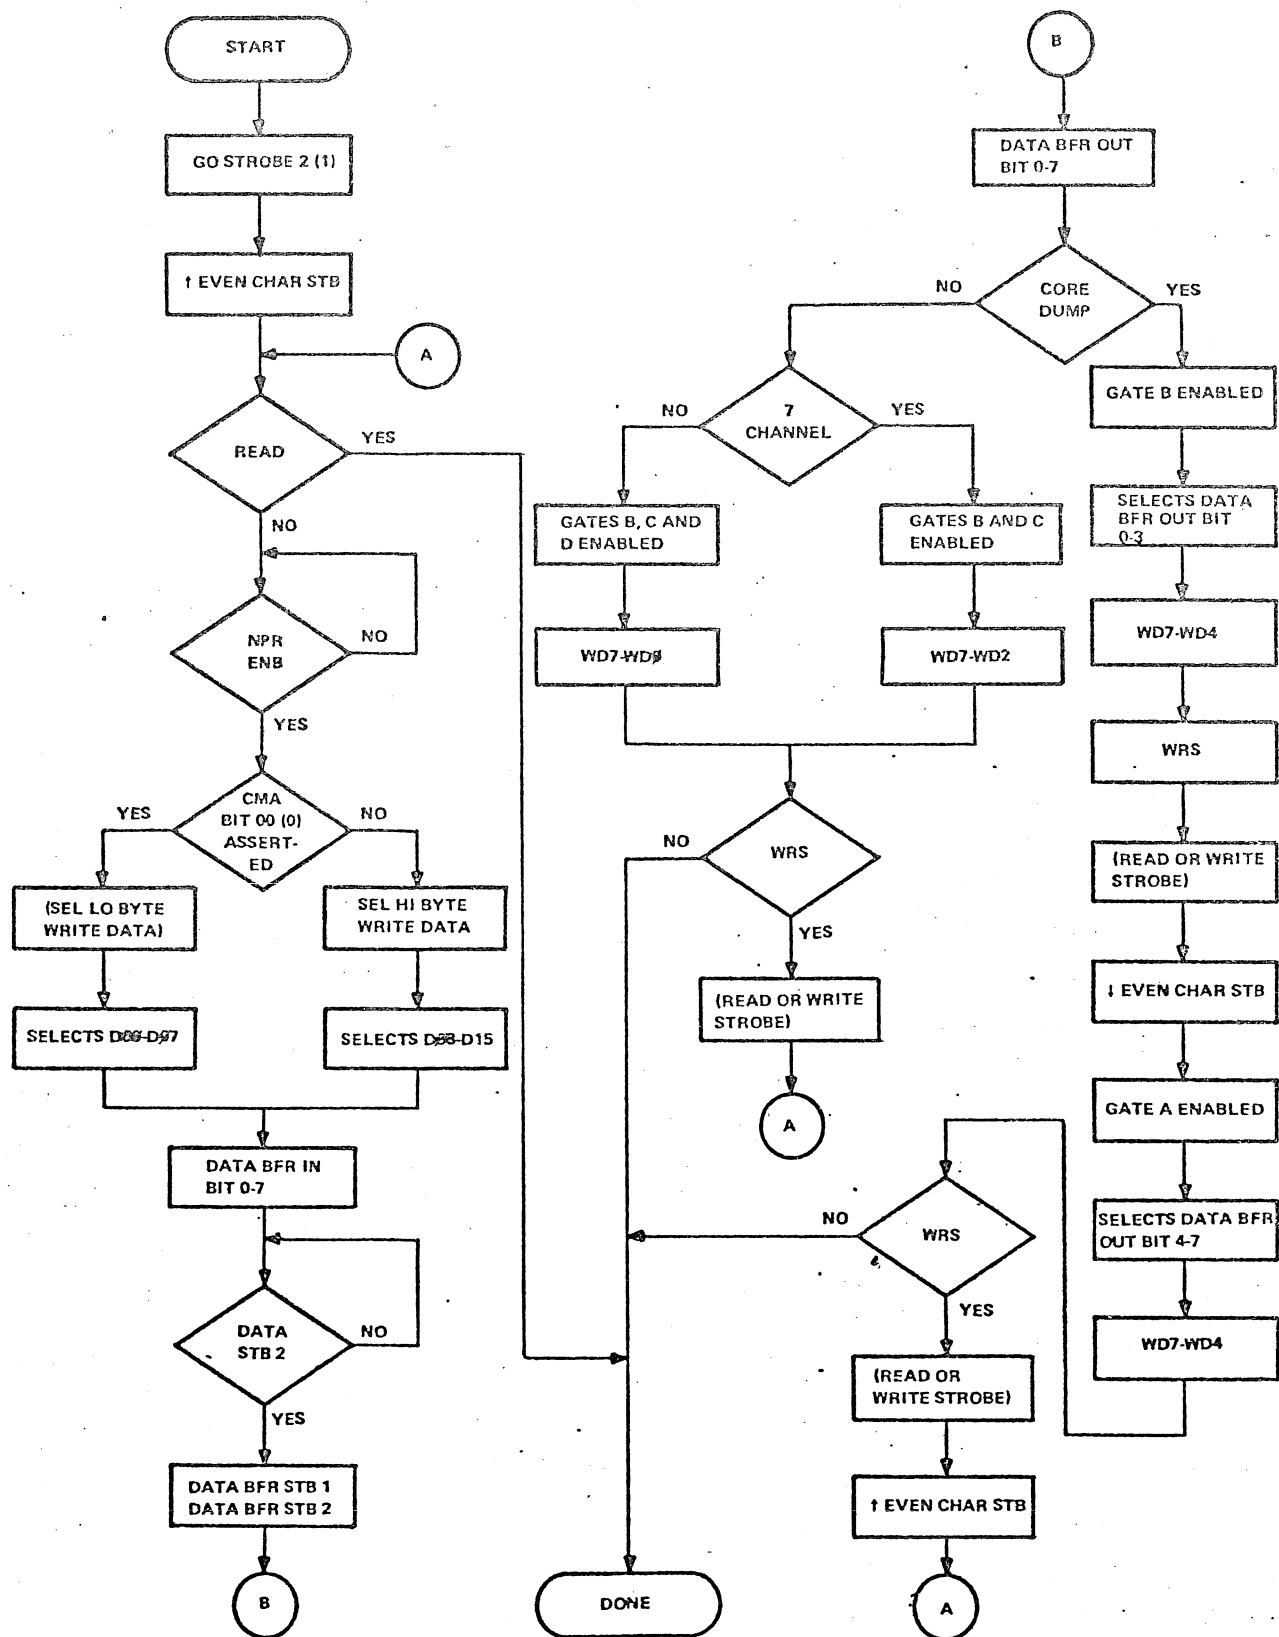 START
GO STROBE 2 (1)
↑ EVEN CHAR STB
A
READ
YES
NO
NPR
ENB
NO
YES
CMA
BIT 00 (0)
ASSERT-
ED
YES
NO
(SEL LO BYTE
WRITE DATA)
SEL HI BYTE
WRITE DATA
SELECTS D00-D07
SELECTS D08-D15
DATA BFR IN
BIT 0-7
DATA
STB 2
NO
YES
DATA BFR STB 1
DATA BFR STB 2
B
B
DATA BFR OUT
BIT 0-7
CORE
DUMP
NO
YES
7
CHANNEL
NO
YES
GATES B, C AND
D ENABLED
GATES B AND C
ENABLED
WD7-WD0
WD7-WD2
WRS
NO
YES
(READ OR WRITE
STROBE)
A
GATE B ENABLED
SELECTS DATA
BFR OUT BIT
0-3
WD7-WD4
WRS
(READ OR WRITE
STROBE)
↓ EVEN CHAR STB
GATE A ENABLED
SELECTS DATA BFR
OUT BIT 4-7
WD7-WD4
WRS
NO
YES
(READ OR
WRITE STROBE)
↑ EVEN CHAR STB
A
DONE